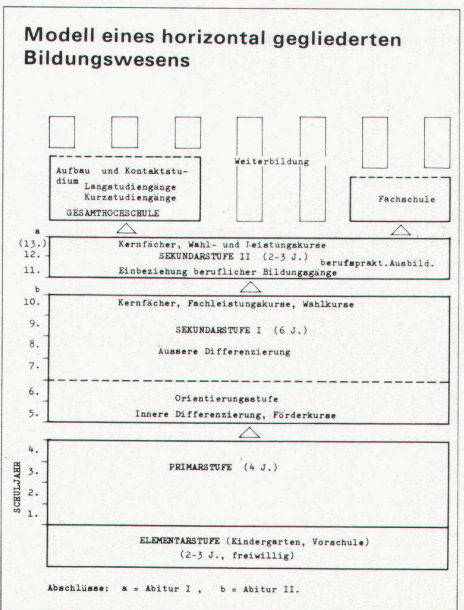 Modell eines horizontal gegliederten
Bildungswesens
Weiterbildung
Aufbau und Kontaktstu-
dium
Langstudiengänge
Kurzstudiengänge
GESAMTHOCHSCHULE
Fachschule
a
(13.) Kernfächer, Wahl- und Leistungskurse
12. SEKUNDARSTUFE II (2-3 J.)
berufsprakt.Ausbild.
11. Einbeziehung beruflicher Bildungsgänge
b
10. Kernfächer, Fachleistungskurse, Wahlkurse
9. SEKUNDARSTUFE I (6 J.)
8. Äussere Differenzierung
7.
6. Orientierungsstufe
5. Innere Differenzierung, Förderkurse
SCHULJAHR
4.
3. PRIMARSTUFE (4 J.)
2.
1.
ELEMENTARSTUFE (Kindergarten, Vorschule)
(2-3 J., freiwillig)
Abschlüsse: a = Abitur I , b = Abitur II.